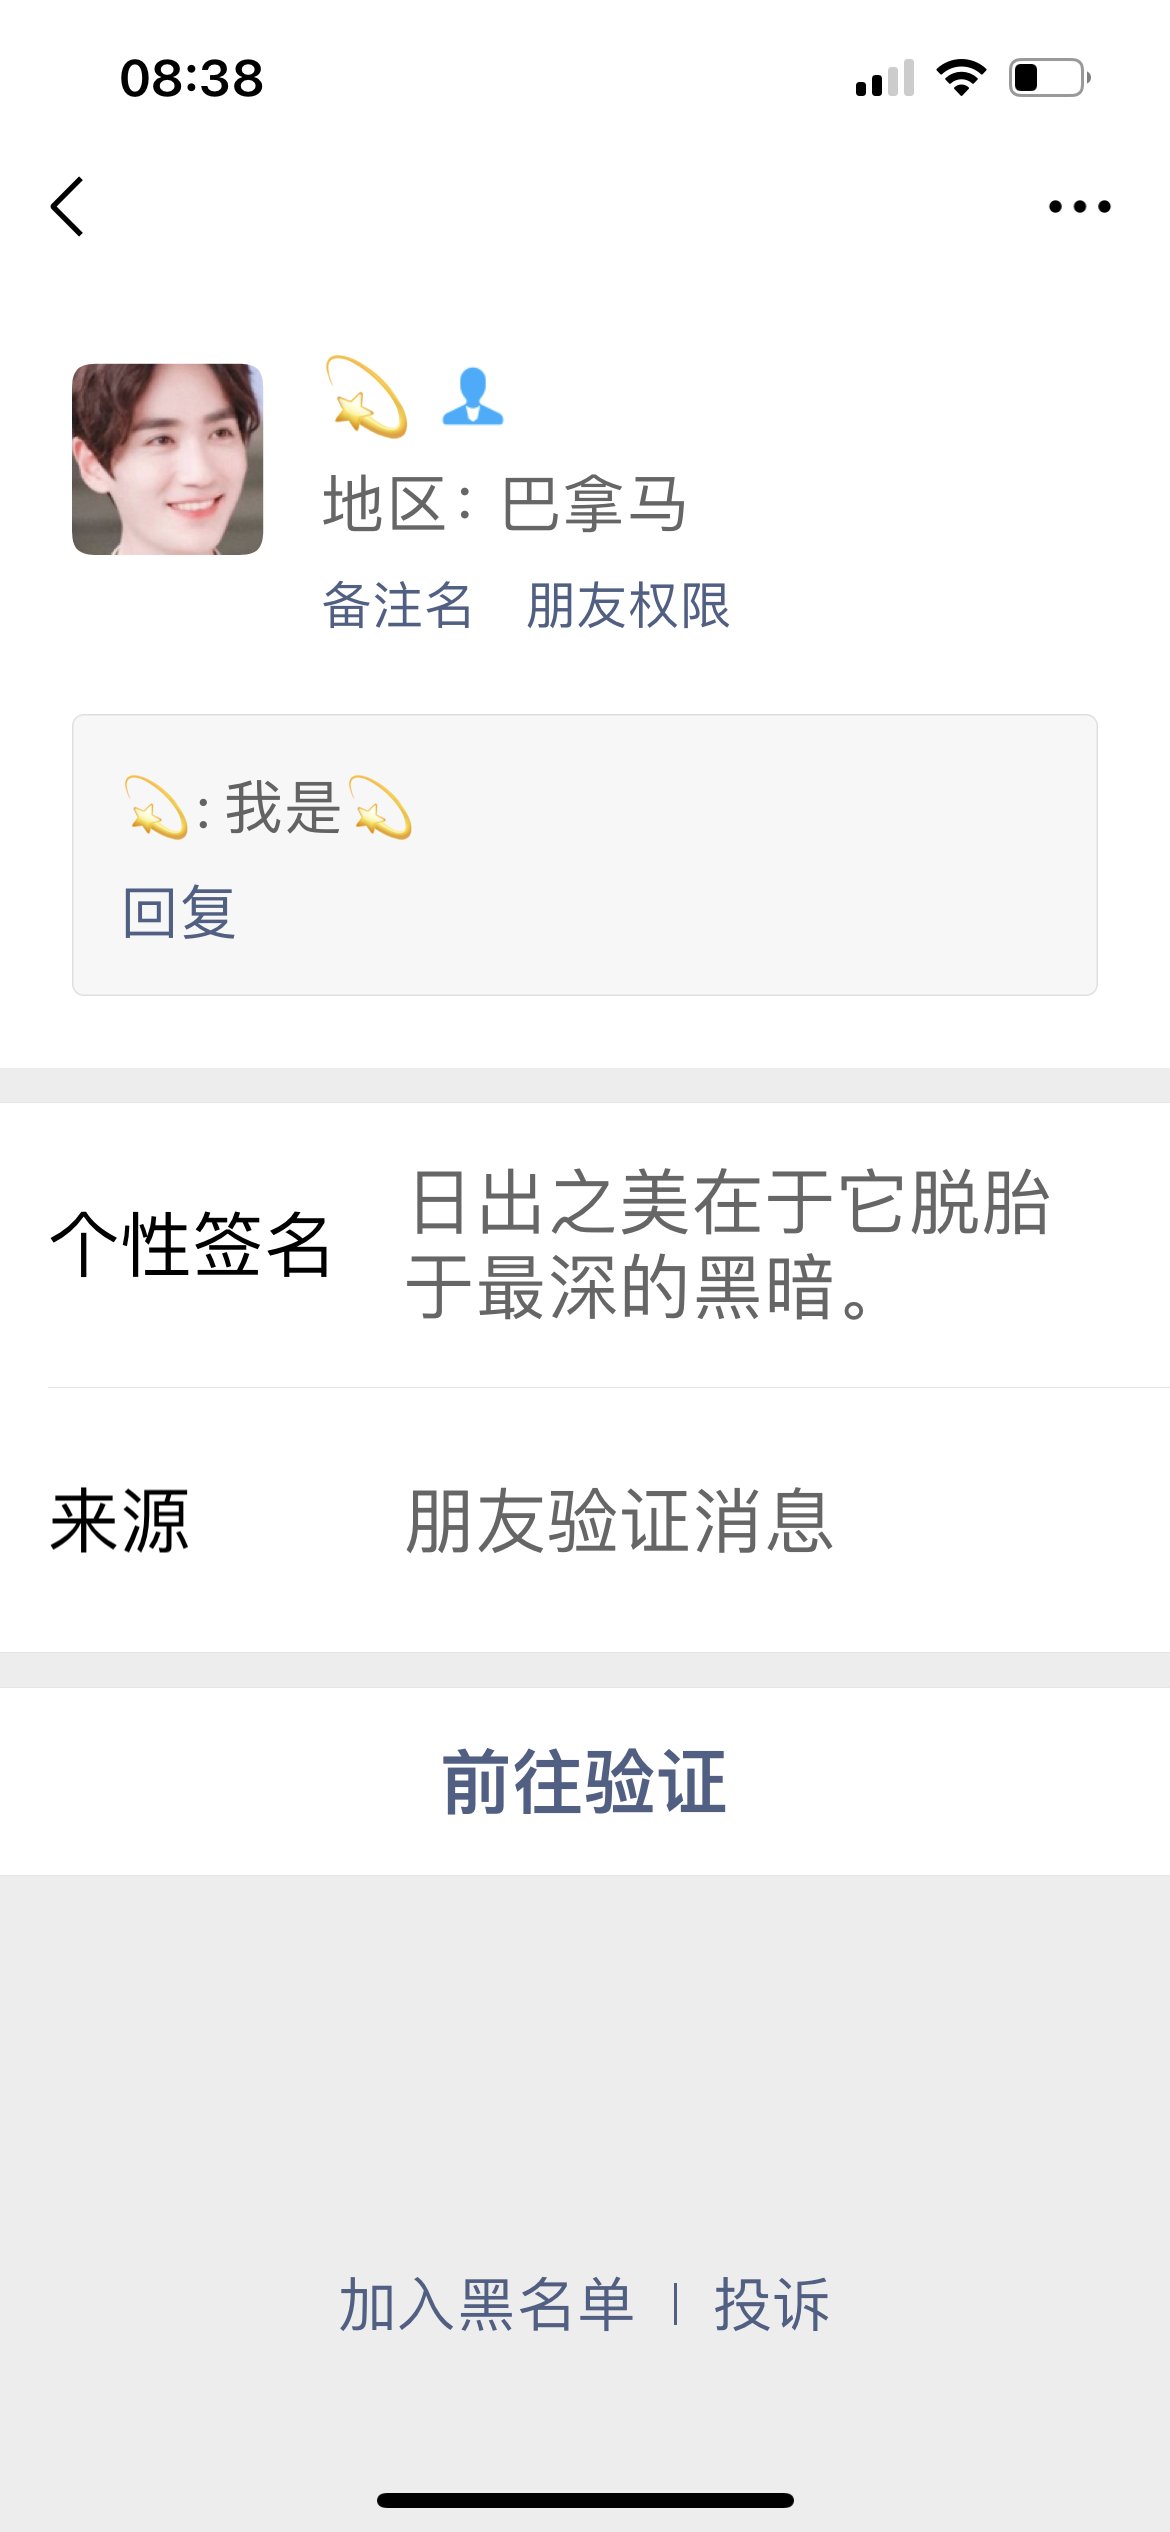 08:38
💫
地区：巴拿马
备注名 朋友权限
💫: 我是💫
回复
个性签名
日出之美在于它脱胎
于最深的黑暗。
来源
朋友验证消息
前往验证
加入黑名单 | 投诉